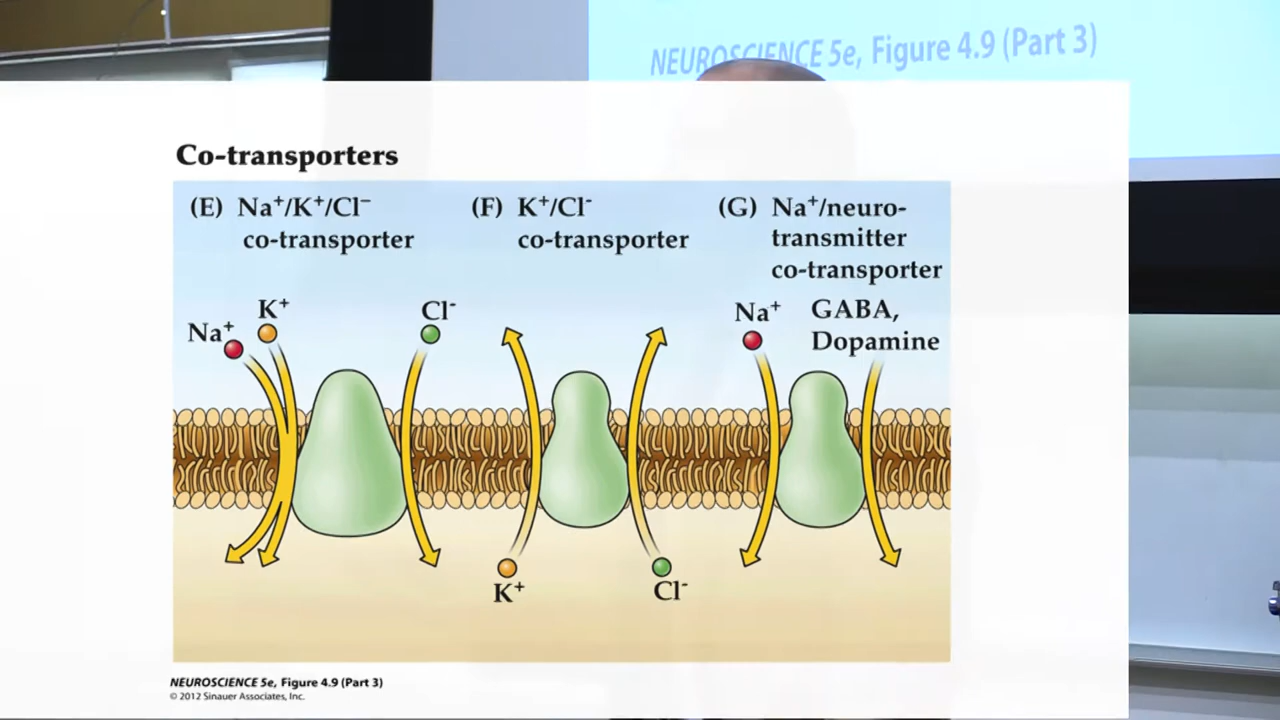 NEUROSCIENCE 5e, Figure 4.9 (Part 3)
Co-transporters
(E) Na⁺/K⁺/Cl⁻
co-transporter
(F) K⁺/Cl⁻
co-transporter
(G) Na⁺/neuro-
transmitter
co-transporter
Na⁺
K⁺
Cl⁻
K⁺
Cl⁻
Na⁺
GABA,
Dopamine
NEUROSCIENCE 5e, Figure 4.9 (Part 3)
© 2012 Sinauer Associates, Inc.